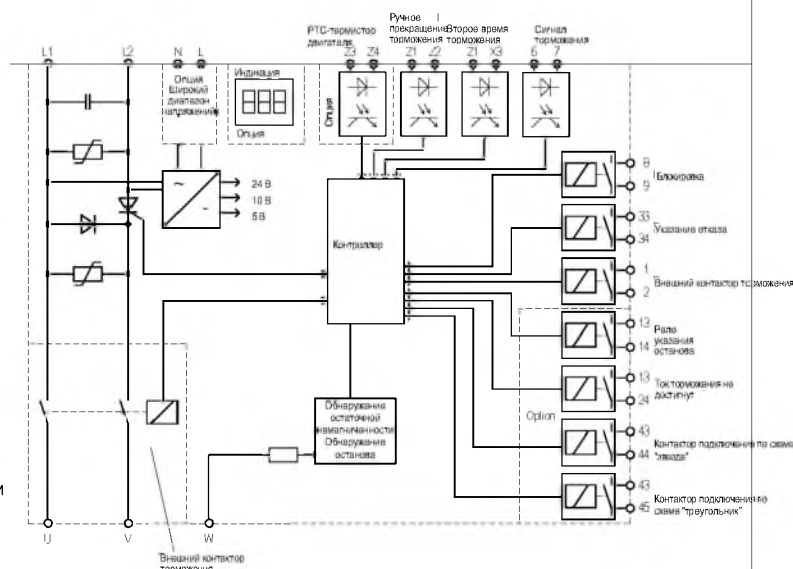 Ручное
РТС-термистор
прекращение
Второе время
Сигнал
двигателя
торможения
торможения
торможения
L1
L2
N
L
Z3
Z4
Z1
Z2
Z1
X3
6
7
Опция
Широкий
диапазон
напряжений
Индикация
Опция
Опция
24 В
10 В
5 В
Контроллер
8
9
Блокировка
33
34
Указание отказа
1
2
Внешний контактор торможения
13
14
Реле
указания
останова
13
24
Ток торможения не
достигнут
Option
43
44
Контактор подключения по схеме
"звезда"
43
45
Контактор подключения по
схеме "треугольник"
Обнаружение
остаточной
намагниченности
Обнаружение
останова
и
U
V
W
Внешний контактор
торможения